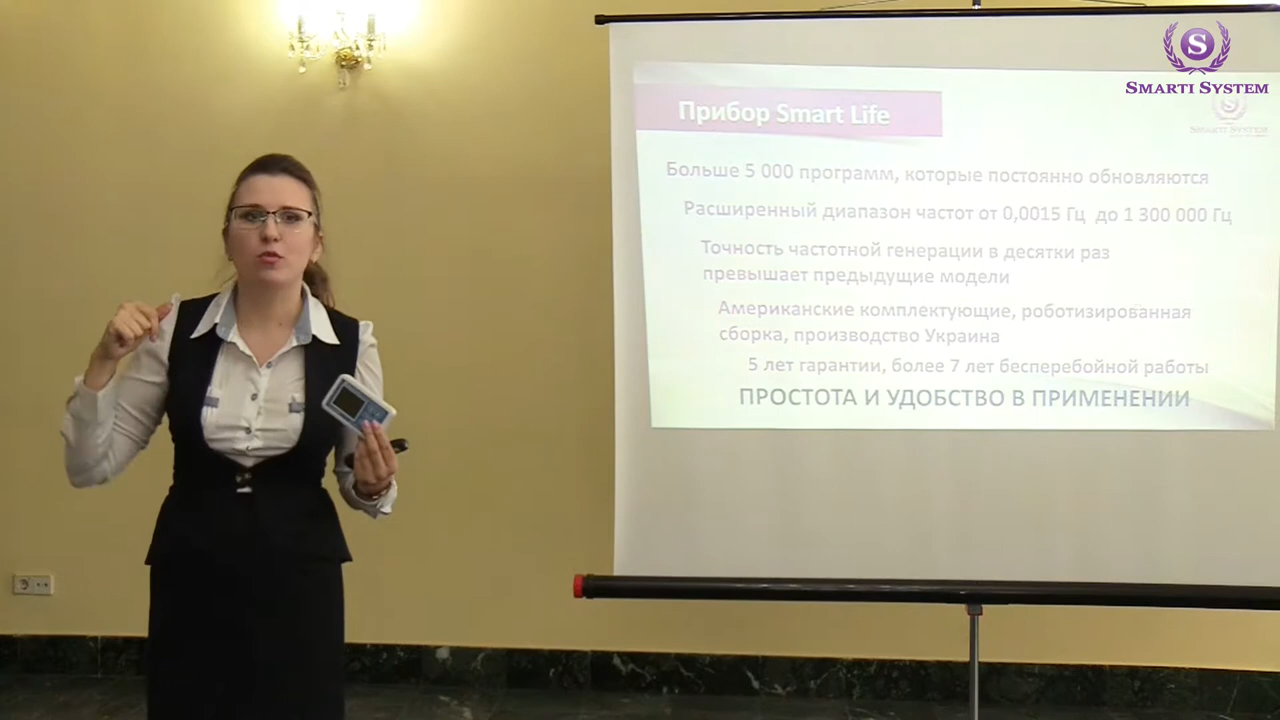 S
SMARTI SYSTEM
Прибор Smart Life
SMARTI SYSTEM
Больше 5 000 программ, которые постоянно обновляются
Расширенный диапазон частот от 0,0015 Гц до 1 300 000 Гц
Точность частотной генерации в десятки раз
превышает предыдущие модели
Американские комплектующие, роботизированная
сборка, производство Украина
5 лет гарантии, более 7 лет бесперебойной работы
ПРОСТОТА И УДОБСТВО В ПРИМЕНЕНИИ